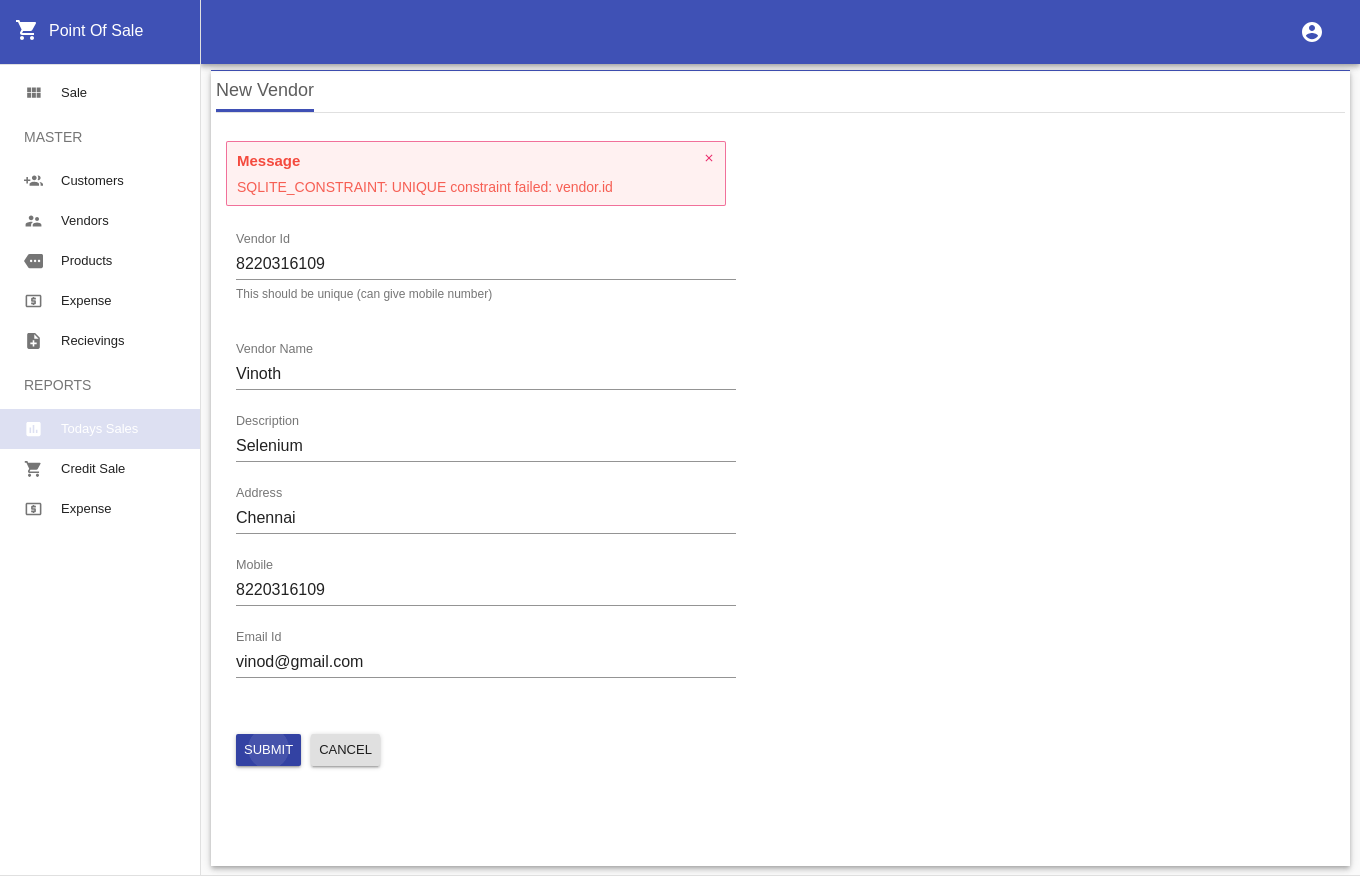 Point Of Sale
Sale
MASTER
Customers
Vendors
Products
Expense
Recievings
REPORTS
Todays Sales
Credit Sale
Expense
New Vendor
Message
×
SQLITE_CONSTRAINT: UNIQUE constraint failed: vendor.id
Vendor Id
8220316109
This should be unique (can give mobile number)
Vendor Name
Vinoth
Description
Selenium
Address
Chennai
Mobile
8220316109
Email Id
vinod@gmail.com
SUBMIT CANCEL